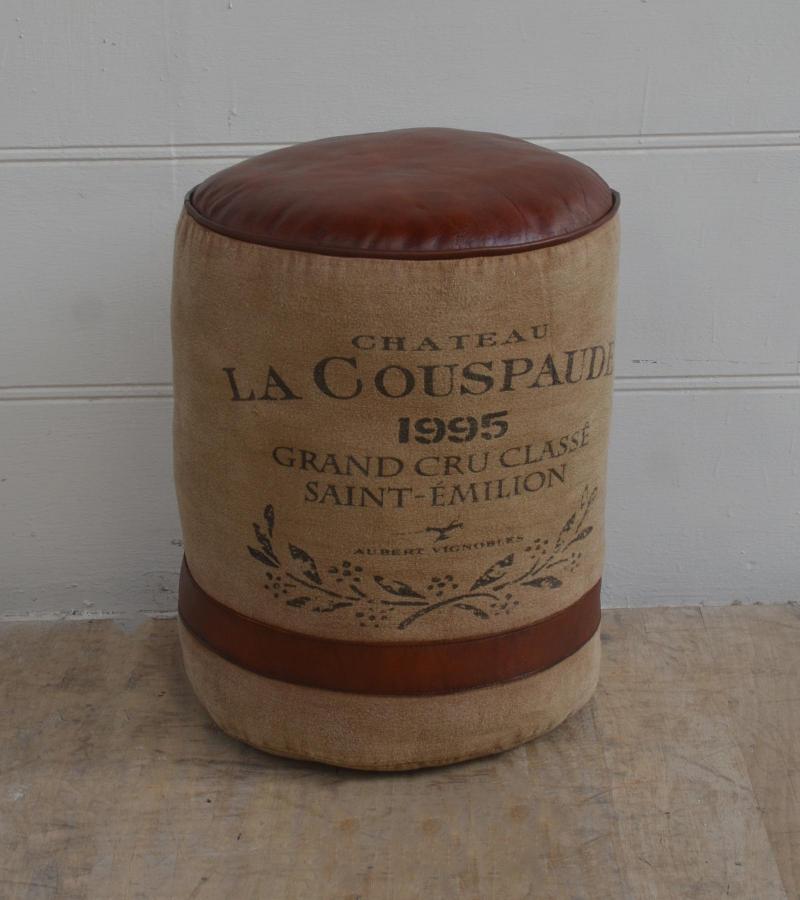 CHATEAU
LA COUSPAUDE
1995
GRAND CRU CLASSÉ
SAINT-ÉMILION
AUBERT VIGNOBLES